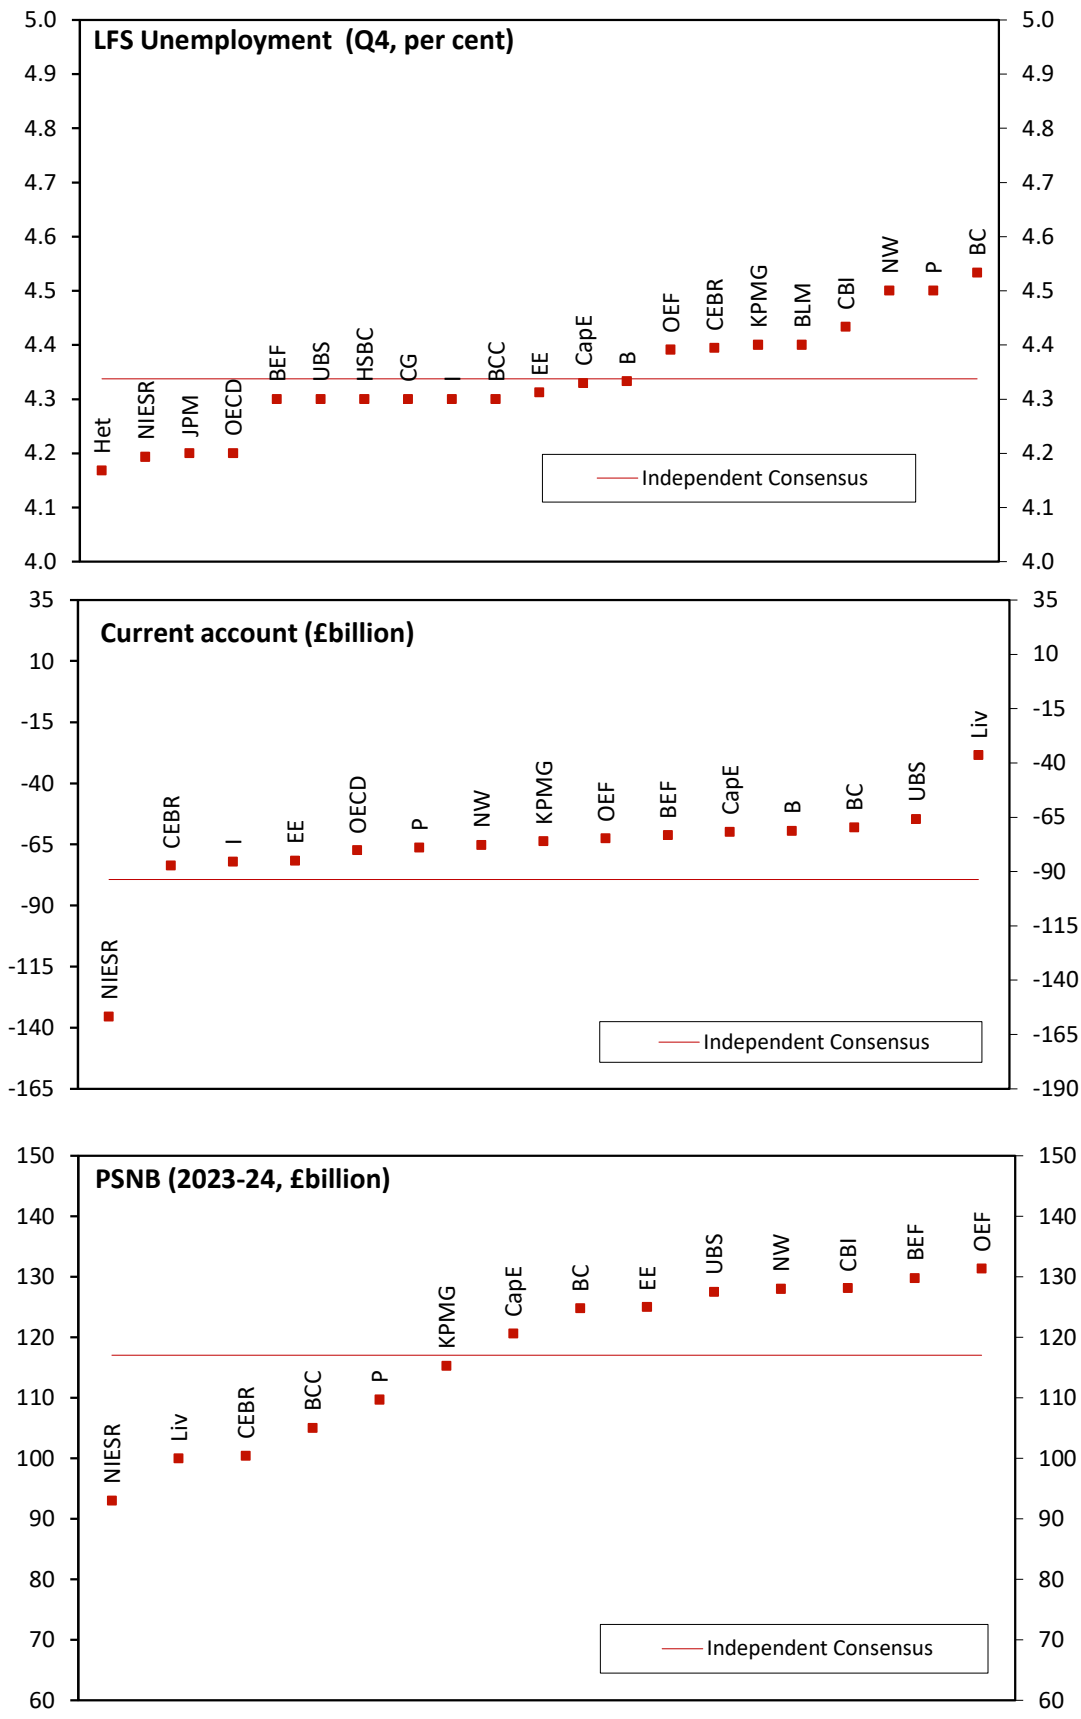 LFS Unemployment (Q4, per cent)
5.0 5.0
4.9 4.9
4.8 4.8
4.7 4.7
4.6 4.6
4.5 4.5
4.4 4.4
4.3 4.3
4.2 4.2
4.1 4.1
4.0 4.0
Het
NIESR
JPM
OECD
BEF
UBS
HSBC
CG
I
BCC
EE
CapE
B
OEF
CEBR
KPMG
BLM
CBI
NW
P
BC
Independent Consensus
Current account (£billion)
35 35
10 10
-15 -15
-40 -40
-65 -65
-90 -90
-115 -115
-140 -140
-165 -165
-190
NIESR
CEBR
I
EE
OECD
P
NW
KPMG
OEF
BEF
CapE
B
BC
UBS
Liv
Independent Consensus
PSNB (2023-24, £billion)
150 150
140 140
130 130
120 120
110 110
100 100
90 90
80 80
70 70
60 60
NIESR
Liv
CEBR
BCC
P
KPMG
CapE
BC
EE
UBS
NW
CBI
BEF
OEF
Independent Consensus